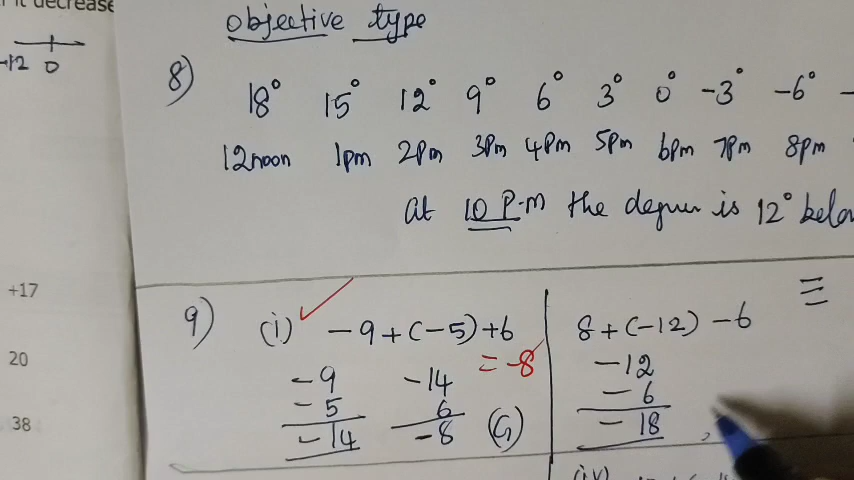 it decrease
-12 0
+17
20
38
objective type
8)
18° 15° 12° 9° 6° 3° 0° -3° -6° -
12noon 1pm 2pm 3pm 4pm 5pm 6pm 7pm 8pm
at 10 P.m the degree is 12° belo
9) (i) -9+(-5)+6 = -8
-9
-5
-14
-14
6
-8 (G)
8+(-12) -6
-12
-6
-18 ,
(iv)